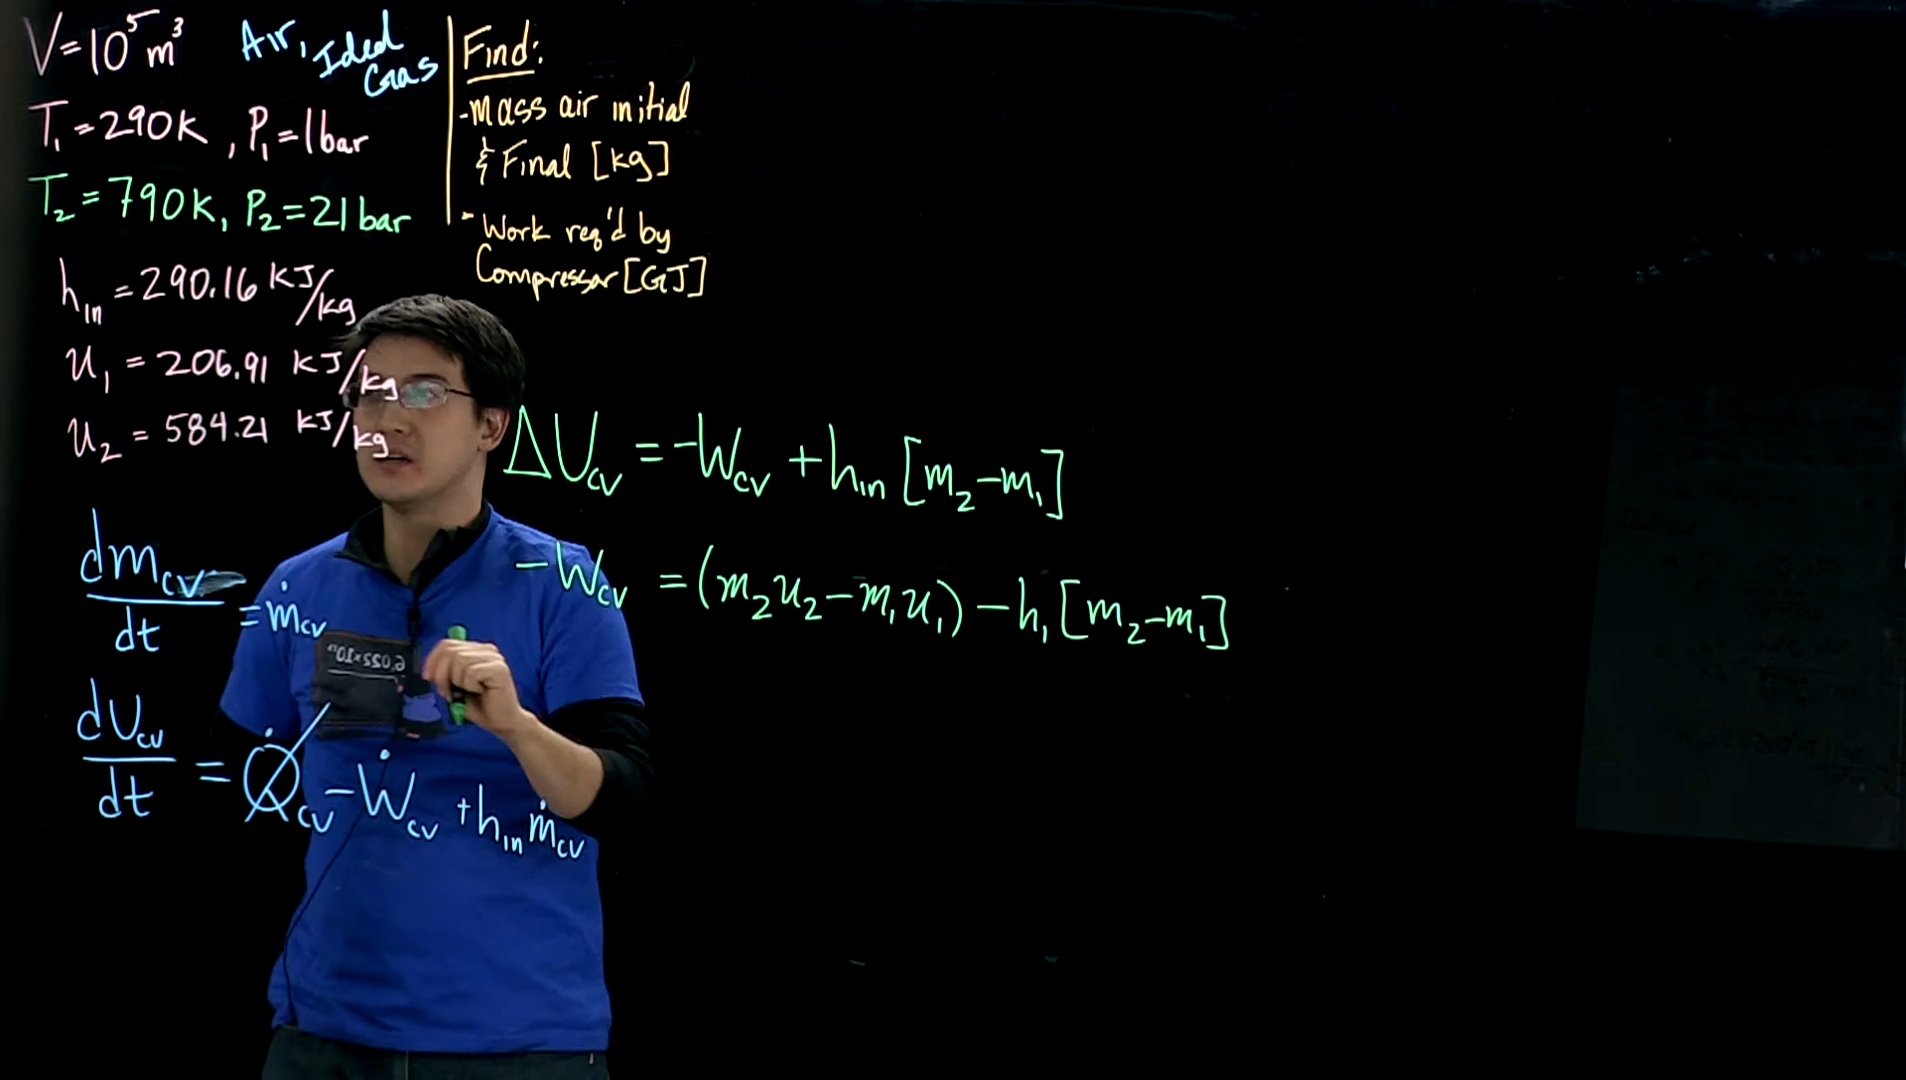 V=10⁵ m³ Air, Ideal Gas
T₁=290K, P₁=1bar
T₂=790K, P₂=21bar
h_in=290.16 KJ/kg
u₁ = 206.91 KJ/kg
u₂ = 584.21 KJ/kg
Find:
-mass air initial
& Final [kg]
-Work req'd by
Compressor [GJ]
ΔU_cv = -W_cv + h_in [m₂-m₁]
-W_cv = (m₂u₂-m₁u₁) - h₁[m₂-m₁]
dm_cv/dt = ṁ_cv
6.022×10²³
dU_cv/dt = Q̇_cv - Ẇ_cv + h_in ṁ_cv